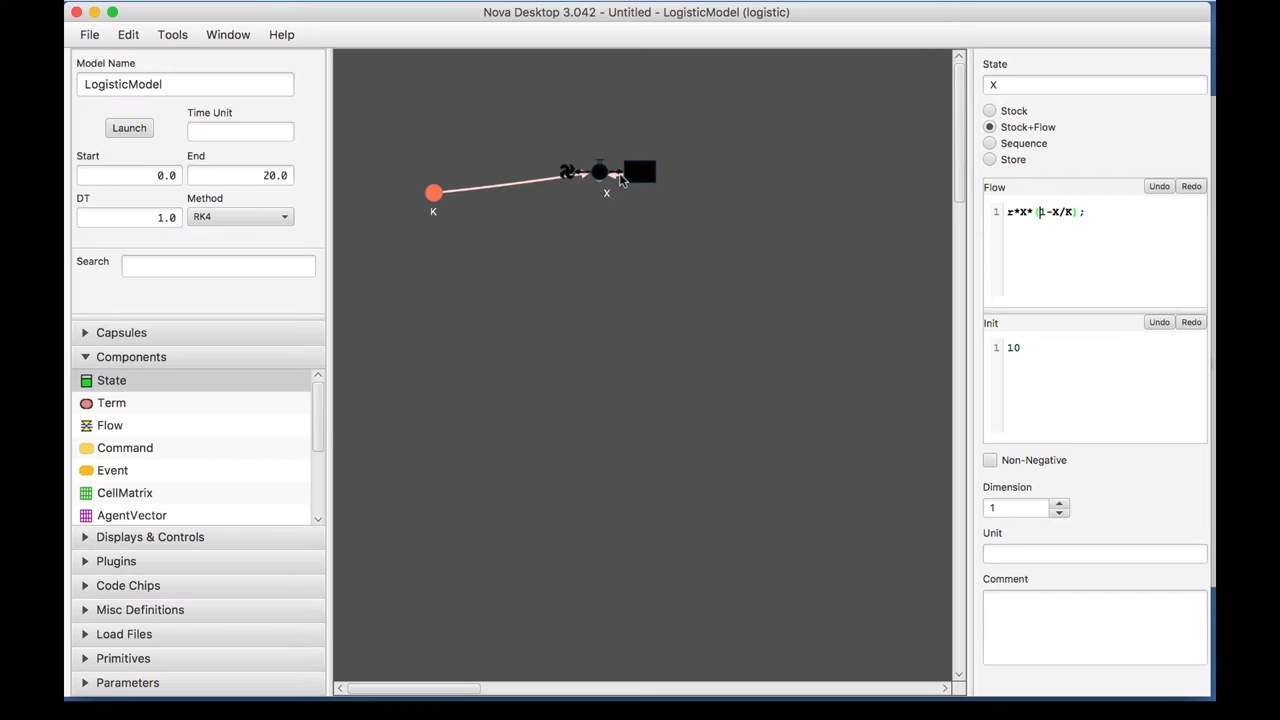 Nova Desktop 3.042 - Untitled - LogisticModel (logistic)
File Edit Tools Window Help
Model Name
LogisticModel
Launch
Time Unit
Start
End
0.0
20.0
DT
Method
1.0
RK4
Search
Capsules
Components
State
Term
Flow
Command
Event
CellMatrix
AgentVector
Displays & Controls
Plugins
Code Chips
Misc Definitions
Load Files
Primitives
Parameters
K
X
State
X
Stock
Stock+Flow
Sequence
Store
Flow
Undo
Redo
1 r*X*(1-X/K);
Init
Undo
Redo
1 10
Non-Negative
Dimension
1
Unit
Comment